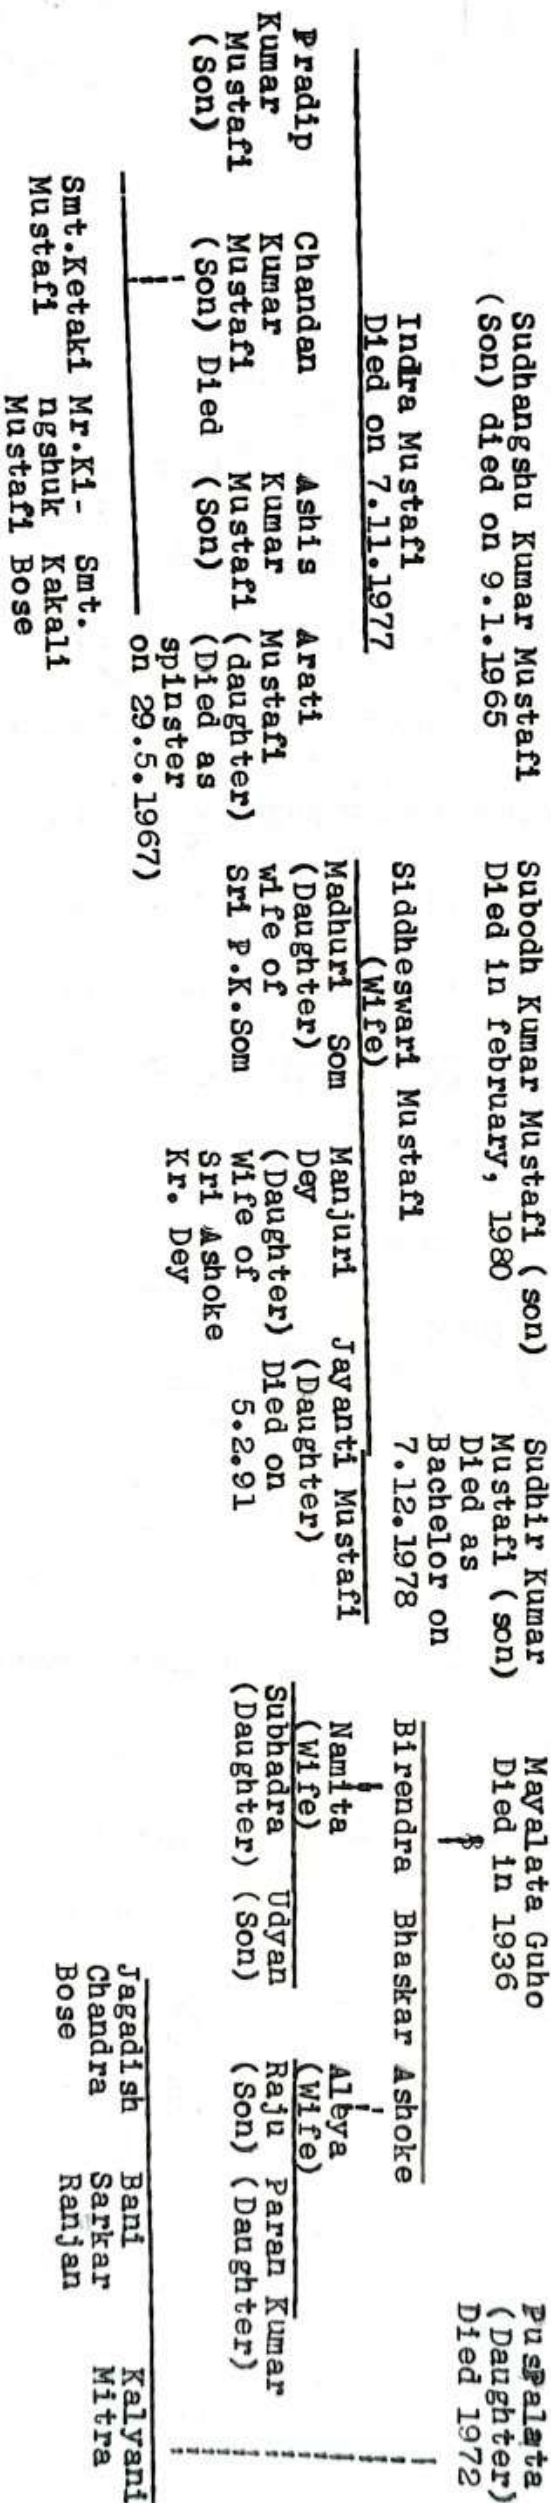 Sudhangshu Kumar Mustafi
(Son) died on 9.1.1965
Subodh Kumar Mustafi (son)
Died in february, 1980
Sudhir Kumar
Mustafi (son)
Died as
Bachelor on
7.12.1978
Mayalata Guho
Died in 1936
Puspalata
(Daughter)
Died 1972
Indra Mustafi
Died on 7.11.1977
Siddheswari Mustafi
(Wife)
Birendra Bhaskar Ashoke
Pradip
Kumar
Mustafi
(Son)
Chandan
Kumar
Mustafi
(Son) Died
Ashis
Kumar
Mustafi
(Son)
Arati
Mustafi
(daughter)
(Died as
spinster
on 29.5.1967)
Madhuri Som
(Daughter)
wife of
Sri P.K.Som
Manjuri
Dey
(Daughter)
Wife of
Sri Ashoke
Kr. Dey
Jayanti Mustafi
(Daughter)
Died on
5.2.91
Namita
(Wife)
Aleya
(Wife)
Subhadra
(Daughter)
Udyan
(Son)
Raju
(Son)
Paran Kumar
(Daughter)
Smt.Ketaki
Mustafi
Mr.Ki-
ngshuk
Mustafi
Smt.
Kakali
Bose
Jagadish
Chandra
Bose
Bani
Sarkar
Ranjan
Kalyani
Mitra